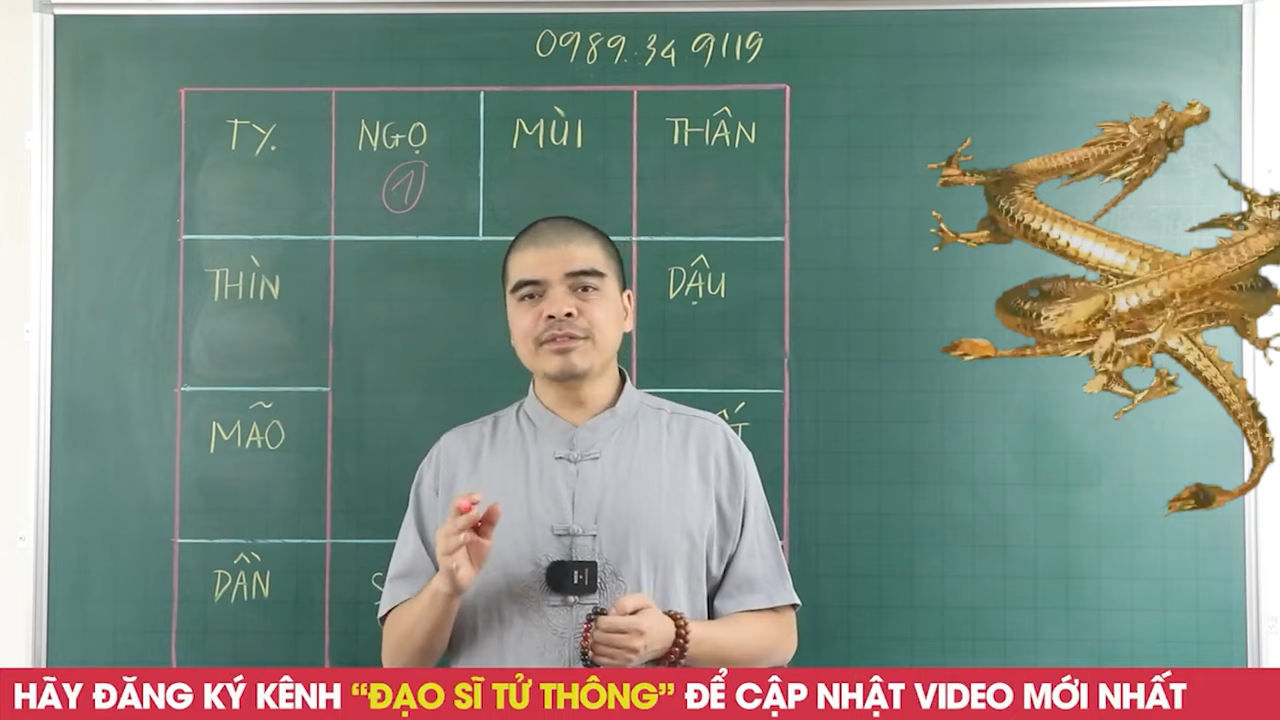 0989.34 9119
TỴ. NGỌ MÙI THÂN
1
THÌN DẬU
MÃO
DẦN
HÃY ĐĂNG KÝ KÊNH “ĐẠO SĨ TỬ THÔNG” ĐỂ CẬP NHẬT VIDEO MỚI NHẤT